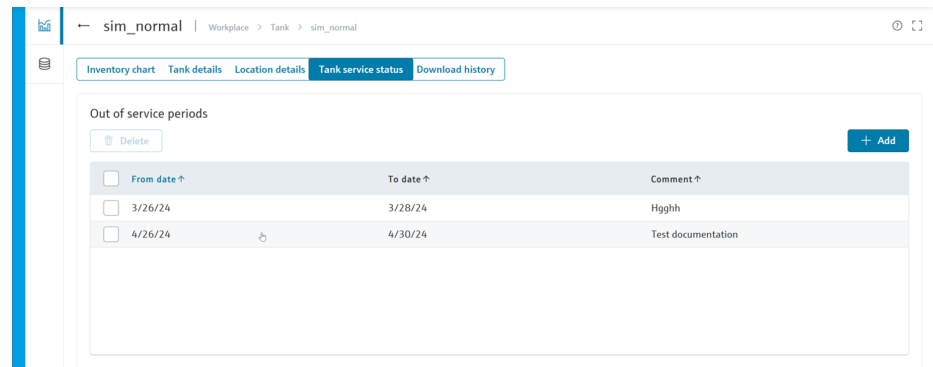 ← sim_normal | Workplace > Tank > sim_normal
Inventory chart Tank details Location details Tank service status Download history
Out of service periods
Delete
+ Add
From date ↑ To date ↑ Comment ↑
3/26/24 3/28/24 Hgghh
4/26/24 4/30/24 Test documentation